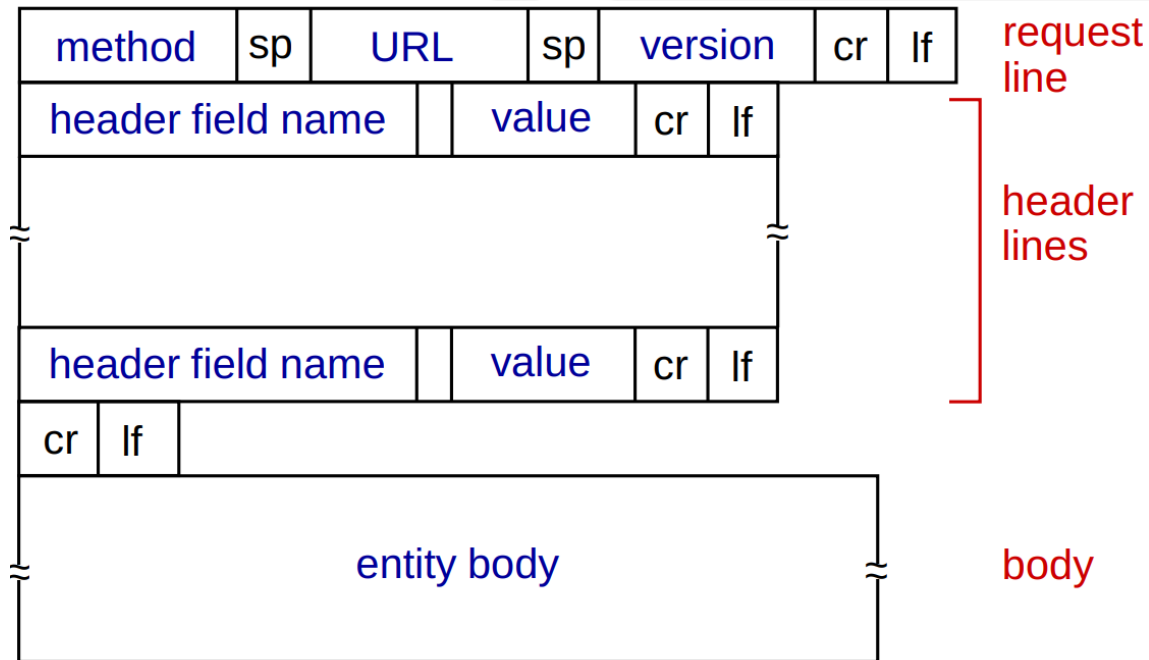 method sp URL sp version cr lf
request
line
header field name value cr lf
header
lines
header field name value cr lf
cr lf
entity body
body